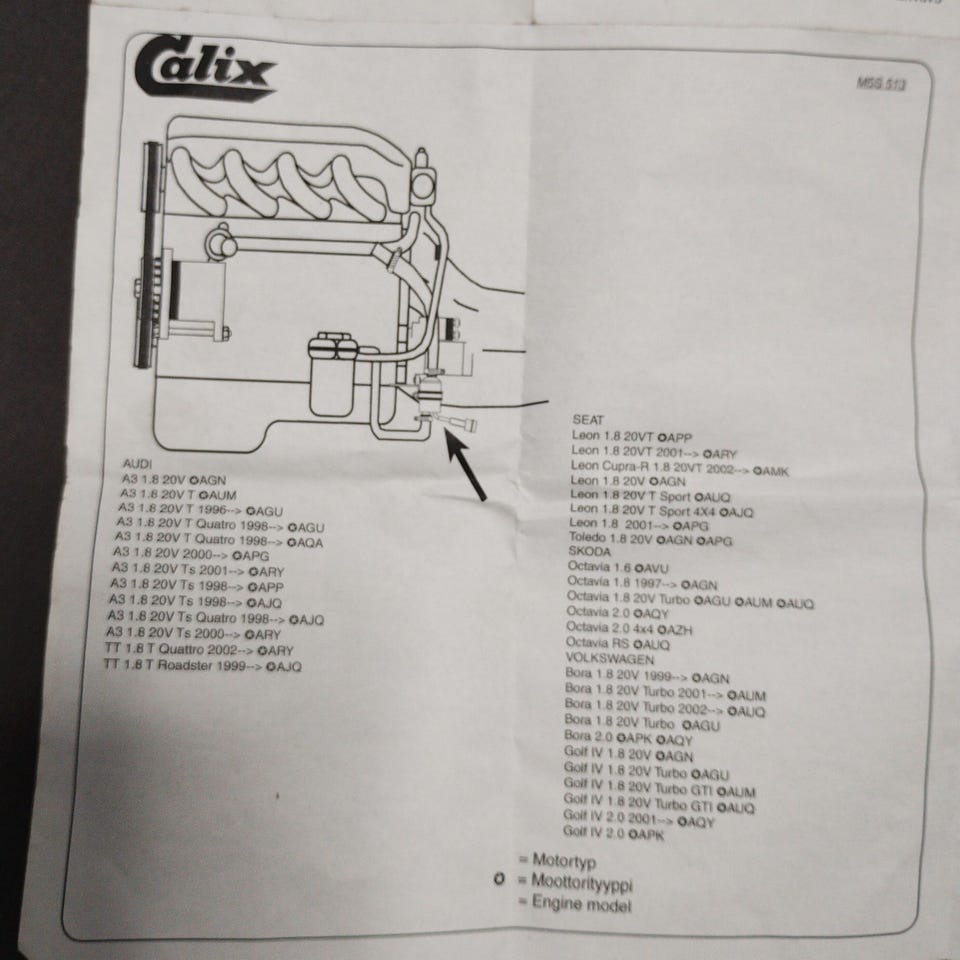 Calix
M5S 513
AUDI
A3 1.8 20V ✪AGN
A3 1.8 20V T ✪AUM
A3 1.8 20V T 1996--> ✪AGU
A3 1.8 20V T Quatro 1998--> ✪AGU
A3 1.8 20V T Quatro 1998--> ✪AQA
A3 1.8 20V 2000--> ✪APG
A3 1.8 20V Ts 2001--> ✪ARY
A3 1.8 20V Ts 1998--> ✪APP
A3 1.8 20V Ts 1998--> ✪AJQ
A3 1.8 20V Ts Quatro 1998--> ✪AJQ
A3 1.8 20V Ts 2000--> ✪ARY
TT 1.8 T Quattro 2002--> ✪ARY
TT 1.8 T Roadster 1999--> ✪AJQ
SEAT
Leon 1.8 20VT ✪APP
Leon 1.8 20VT 2001--> ✪ARY
Leon Cupra-R 1.8 20VT 2002--> ✪AMK
Leon 1.8 20V ✪AGN
Leon 1.8 20V T Sport ✪AUQ
Leon 1.8 20V T Sport 4X4 ✪AJQ
Leon 1.8 2001--> ✪APG
Toledo 1.8 20V ✪AGN ✪APG
SKODA
Octavia 1.6 ✪AVU
Octavia 1.8 1997--> ✪AGN
Octavia 1.8 20V Turbo ✪AGU ✪AUM ✪AUQ
Octavia 2.0 ✪AQY
Octavia 2.0 4x4 ✪AZH
Octavia RS ✪AUQ
VOLKSWAGEN
Bora 1.8 20V 1999--> ✪AGN
Bora 1.8 20V Turbo 2001--> ✪AUM
Bora 1.8 20V Turbo 2002--> ✪AUQ
Bora 1.8 20V Turbo ✪AGU
Bora 2.0 ✪APK ✪AQY
Golf IV 1.8 20V ✪AGN
Golf IV 1.8 20V Turbo ✪AGU
Golf IV 1.8 20V Turbo GTI ✪AUM
Golf IV 1.8 20V Turbo GTI ✪AUQ
Golf IV 2.0 2001--> ✪AQY
Golf IV 2.0 ✪APK
= Motortyp
✪ = Moottorityyppi
= Engine model